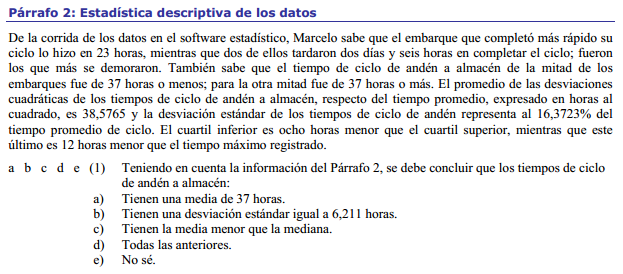 Párrafo 2: Estadística descriptiva de los datos
De la corrida de los datos en el software estadístico, Marcelo sabe que el embarque que completó más rápido su
ciclo lo hizo en 23 horas, mientras que dos de ellos tardaron dos días y seis horas en completar el ciclo; fueron
los que más se demoraron. También sabe que el tiempo de ciclo de andén a almacén de la mitad de los
embarques fue de 37 horas o menos; para la otra mitad fue de 37 horas o más. El promedio de las desviaciones
cuadráticas de los tiempos de ciclo de andén a almacén, respecto del tiempo promedio, expresado en horas al
cuadrado, es 38,5765 y la desviación estándar de los tiempos de ciclo de andén representa al 16,3723% del
tiempo promedio de ciclo. El cuartil inferior es ocho horas menor que el cuartil superior, mientras que este
último es 12 horas menor que el tiempo máximo registrado.
a b c d e (1) Teniendo en cuenta la información del Párrafo 2, se debe concluir que los tiempos de ciclo
de andén a almacén:
a) Tienen una media de 37 horas.
b) Tienen una desviación estándar igual a 6,211 horas.
c) Tienen la media menor que la mediana.
d) Todas las anteriores.
e) No sé.